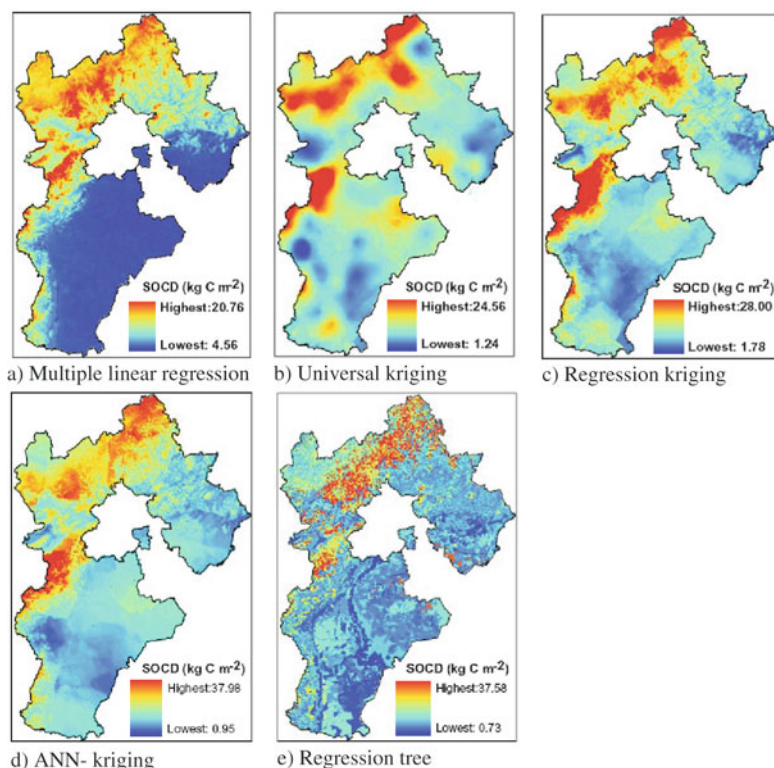 SOCD (kg C m⁻²)
Highest:20.76
Lowest: 4.56
a) Multiple linear regression
SOCD (kg C m⁻²)
Highest:24.56
Lowest: 1.24
b) Universal kriging
SOCD (kg C m⁻²)
Highest:28.00
Lowest: 1.78
c) Regression kriging
SOCD (kg C m⁻²)
Highest:37.98
Lowest: 0.95
d) ANN- kriging
SOCD (kg C m⁻²)
Highest:37.58
Lowest: 0.73
e) Regression tree